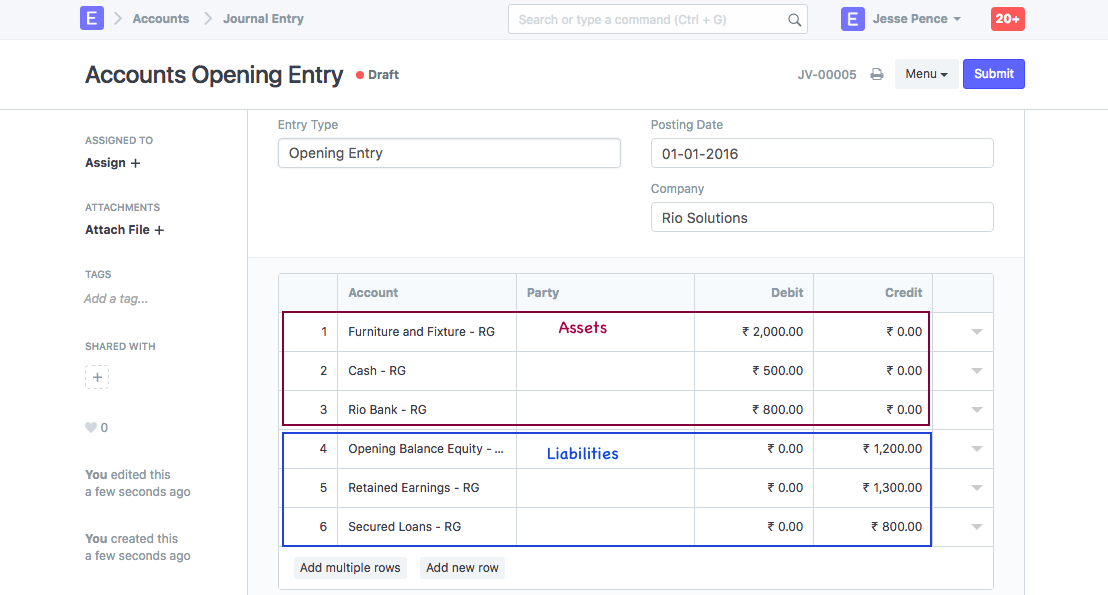 E Accounts Journal Entry Search or type a command (Ctrl + G) E Jesse Pence 20+
Accounts Opening Entry Draft JV-00005 Menu Submit
ASSIGNED TO
Assign +
ATTACHMENTS
Attach File +
TAGS
Add a tag...
SHARED WITH
+
0
You edited this
a few seconds ago
You created this
a few seconds ago
Entry Type
Opening Entry
Posting Date
01-01-2016
Company
Rio Solutions
Account Party Debit Credit
Assets
1 Furniture and Fixture - RG ₹ 2,000.00 ₹ 0.00
2 Cash - RG ₹ 500.00 ₹ 0.00
3 Rio Bank - RG ₹ 800.00 ₹ 0.00
4 Opening Balance Equity - ... ₹ 0.00 ₹ 1,200.00
Liabilities
5 Retained Earnings - RG ₹ 0.00 ₹ 1,300.00
6 Secured Loans - RG ₹ 0.00 ₹ 800.00
Add multiple rows Add new row